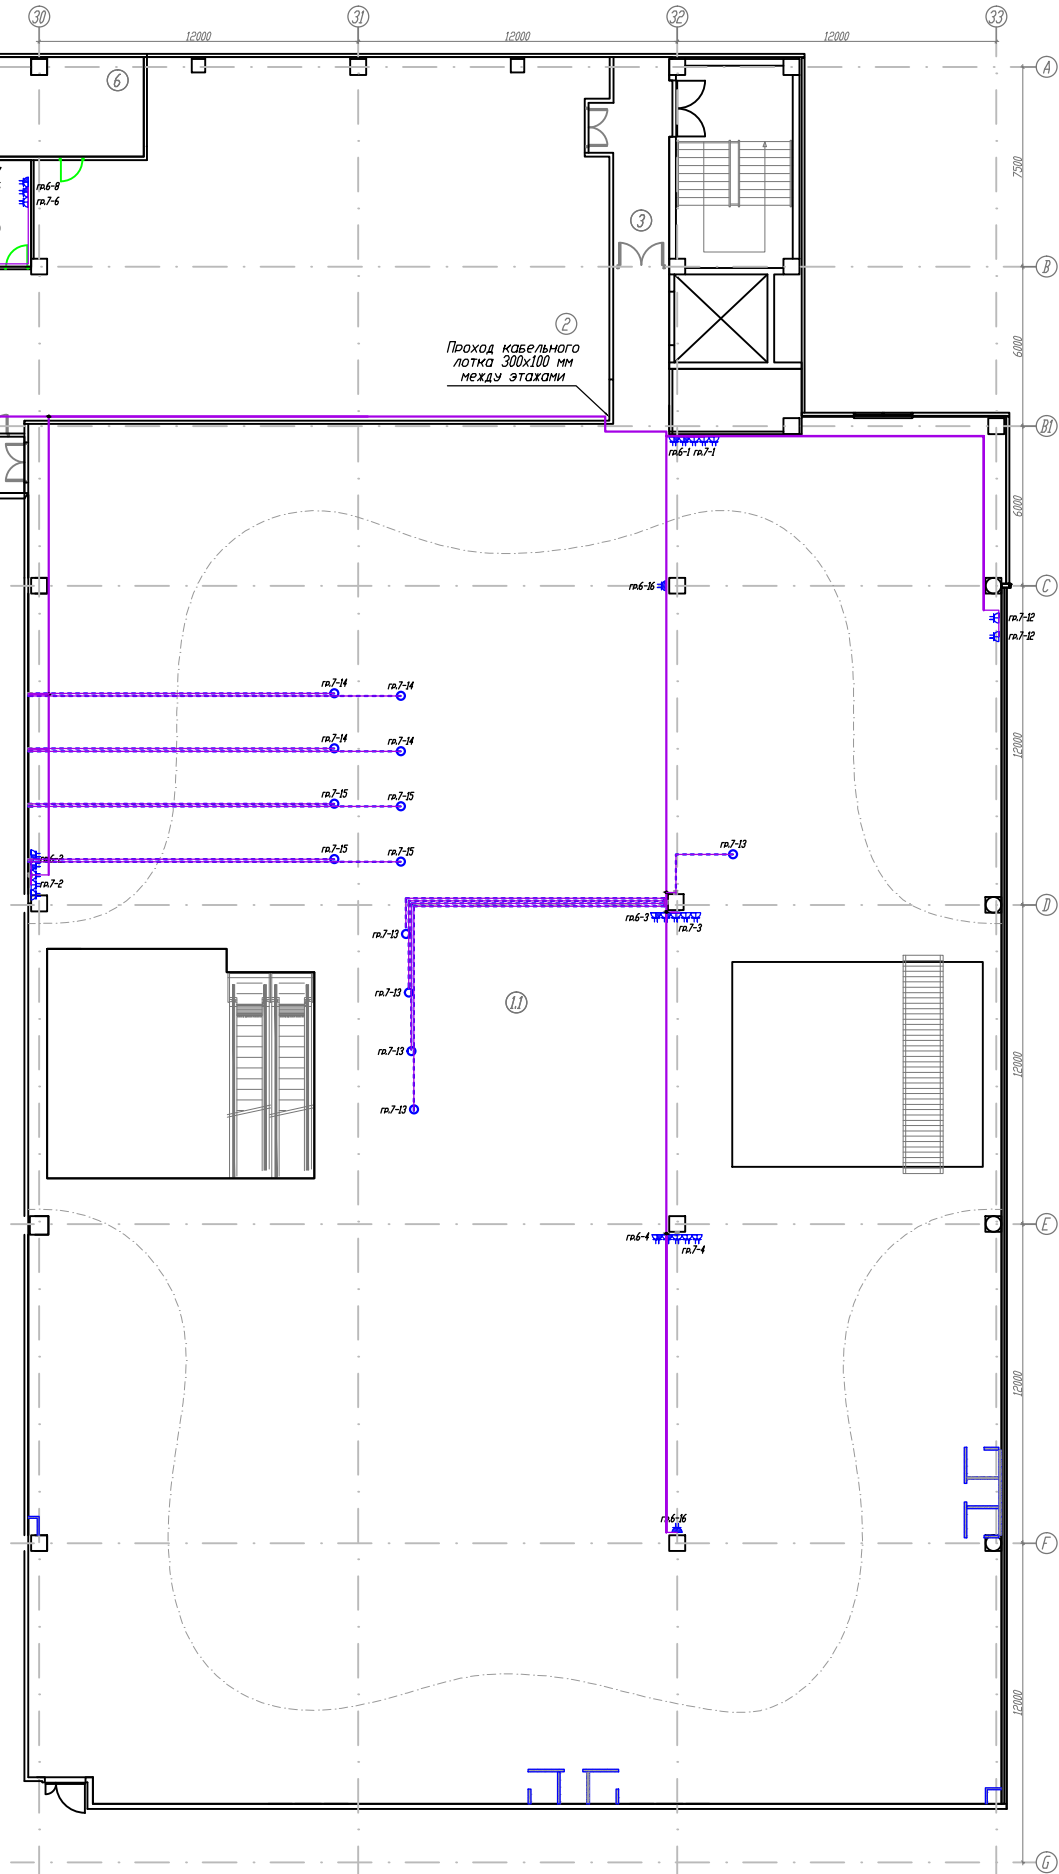 30
31
32
33
12000
12000
12000
A
6
7500
гр.6-8
гр.7-6
3
B
2
Проход кабельного
лотка 300х100 мм
между этажами
6000
B1
гр.6-1 гр.7-1
6000
гр.6-16
C
гр.7-12
гр.7-12
гр.7-14
гр.7-14
гр.7-14
гр.7-14
12000
гр.7-15
гр.7-15
гр.7-13
гр.7-15
гр.7-15
гр.7-2
D
гр.6-3
гр.7-3
гр.7-13
гр.7-13
1.1
гр.7-13
12000
гр.7-13
E
гр.6-4
гр.7-4
12000
гр.6-16
F
12000
G